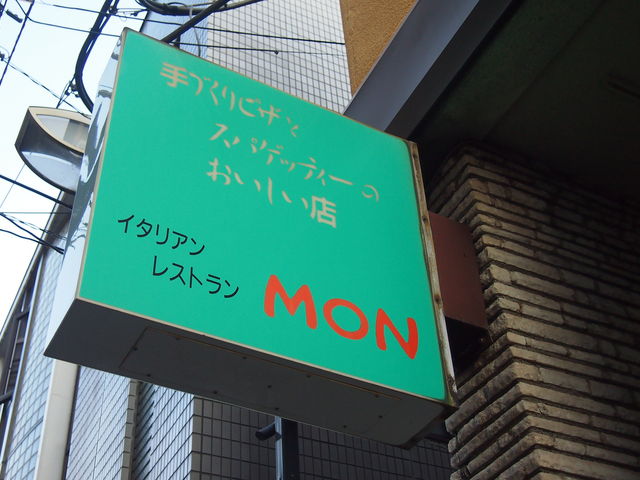 手づくりピザと
スパゲッティーの
おいしい店
イタリアン
レストラン
MON